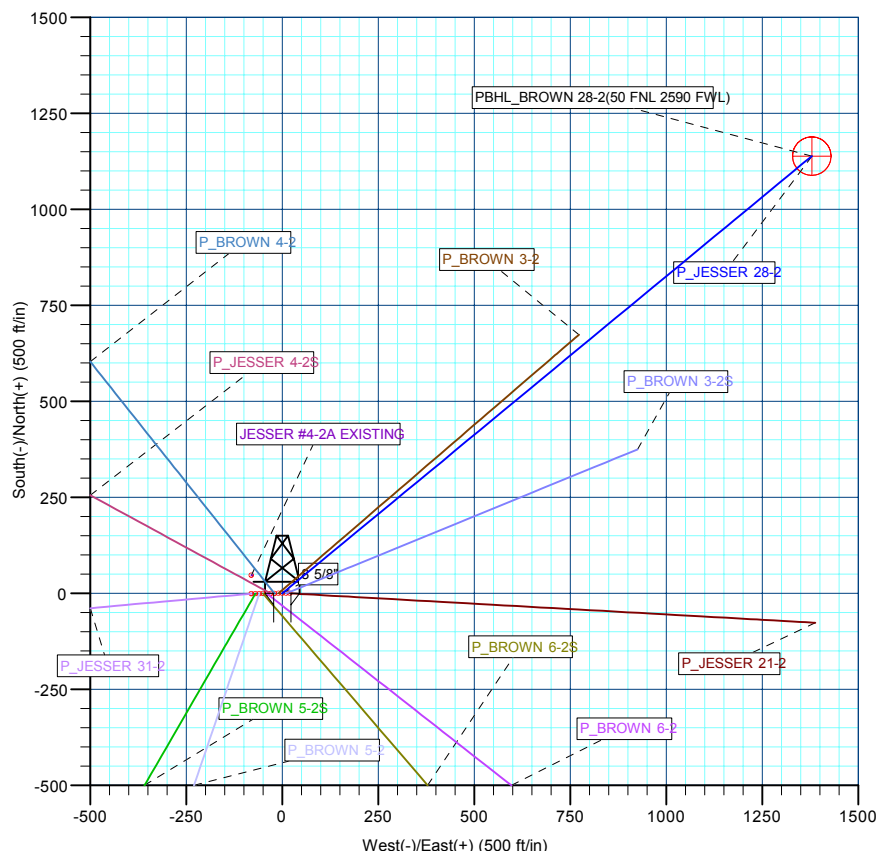 1500
1250
1000
750
500
250
0
-250
-500
South(-)/North(+) (500 ft/in)
PBHL_BROWN 28-2(50 FNL 2590 FWL)
P_BROWN 4-2
P_BROWN 3-2
P_JESSER 28-2
P_JESSER 4-2S
P_BROWN 3-2S
JESSER #4-2A EXISTING
8 5/8"
P_BROWN 6-2S
P_JESSER 31-2
P_JESSER 21-2
P_BROWN 5-2S
P_BROWN 6-2
P_BROWN 5-2
-500 -250 0 250 500 750 1000 1250 1500
West(-)/East(+) (500 ft/in)